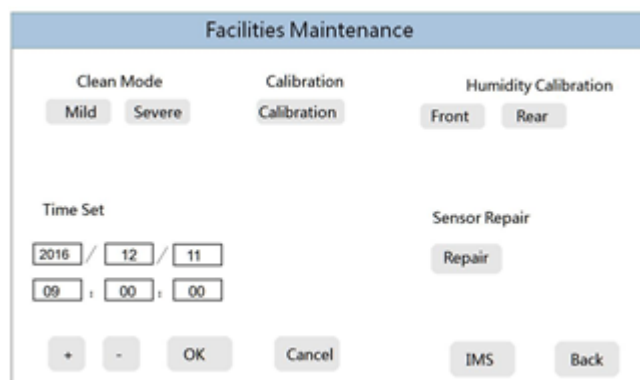 Facilities Maintenance
Clean Mode Calibration Humidity Calibration
Mild Severe Calibration Front Rear
Time Set Sensor Repair
2016 / 12 / 11 Repair
09 : 00 : 00
+ - OK Cancel IMS Back